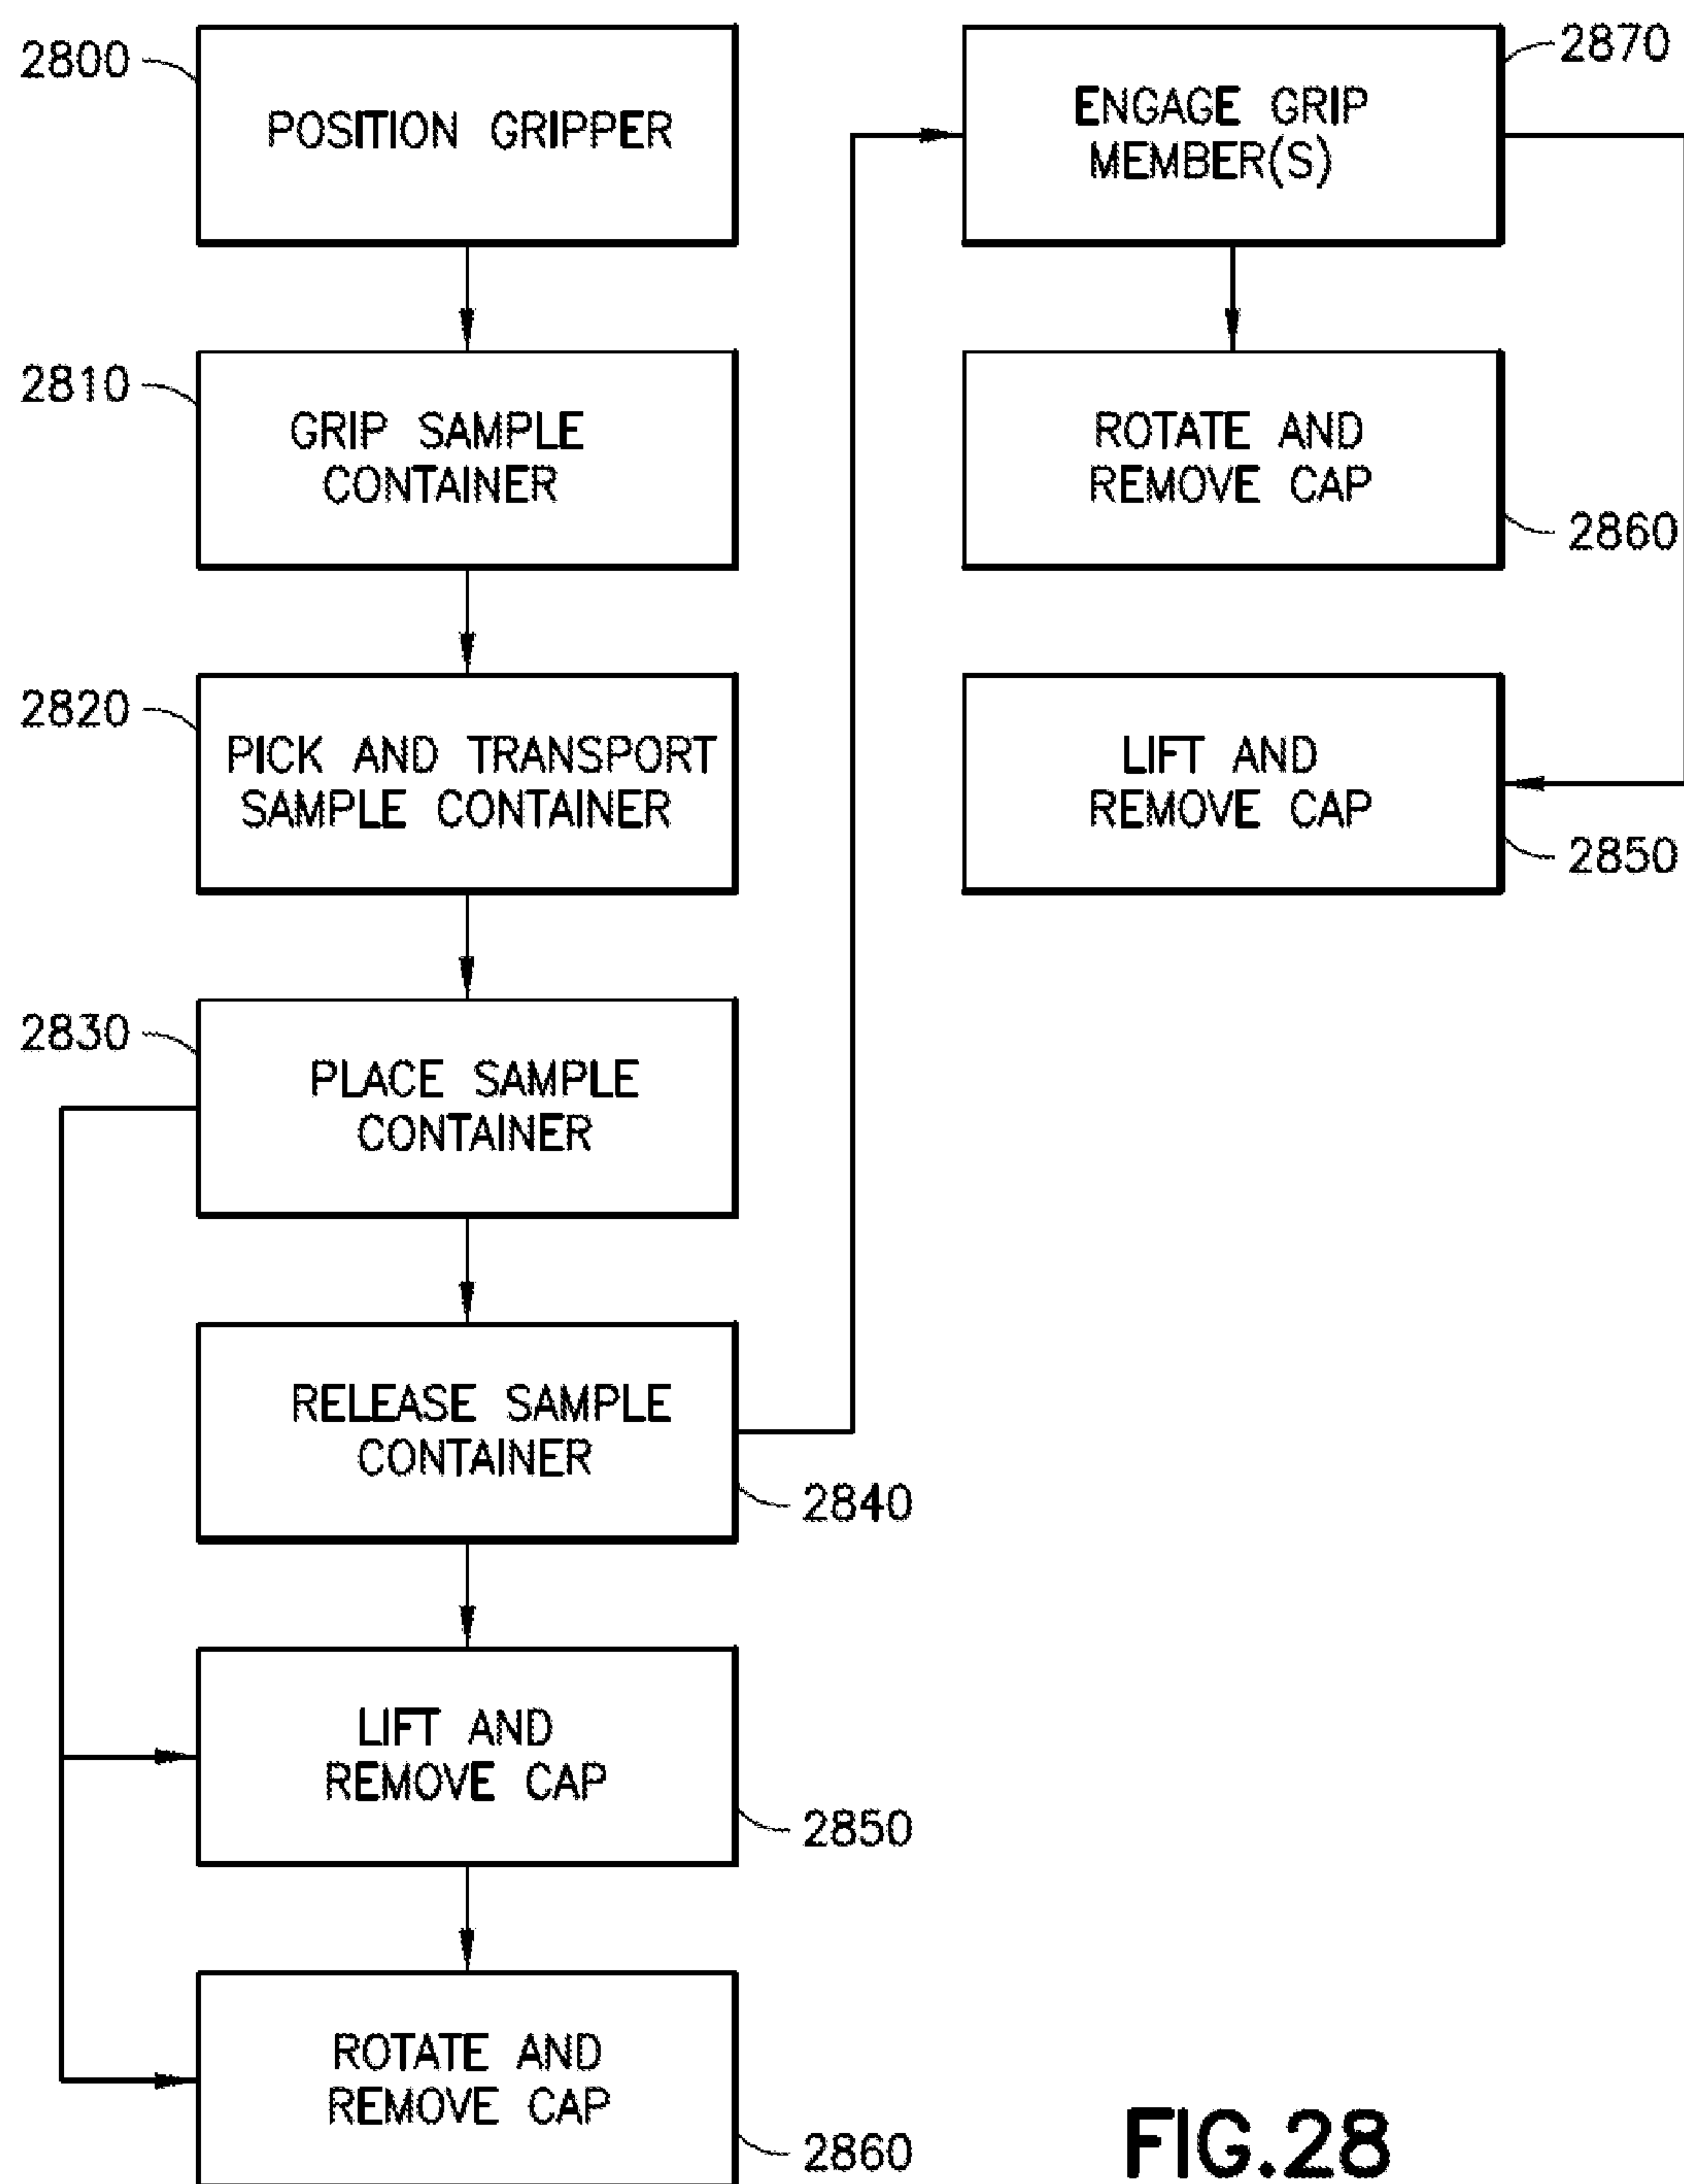 2800
POSITION GRIPPER
2810
GRIP SAMPLE
CONTAINER
2820
PICK AND TRANSPORT
SAMPLE CONTAINER
2830
PLACE SAMPLE
CONTAINER
RELEASE SAMPLE
CONTAINER
2840
LIFT AND
REMOVE CAP
2850
ROTATE AND
REMOVE CAP
2860
2870
ENGAGE GRIP
MEMBER(S)
ROTATE AND
REMOVE CAP
2860
LIFT AND
REMOVE CAP
2850
FIG.28